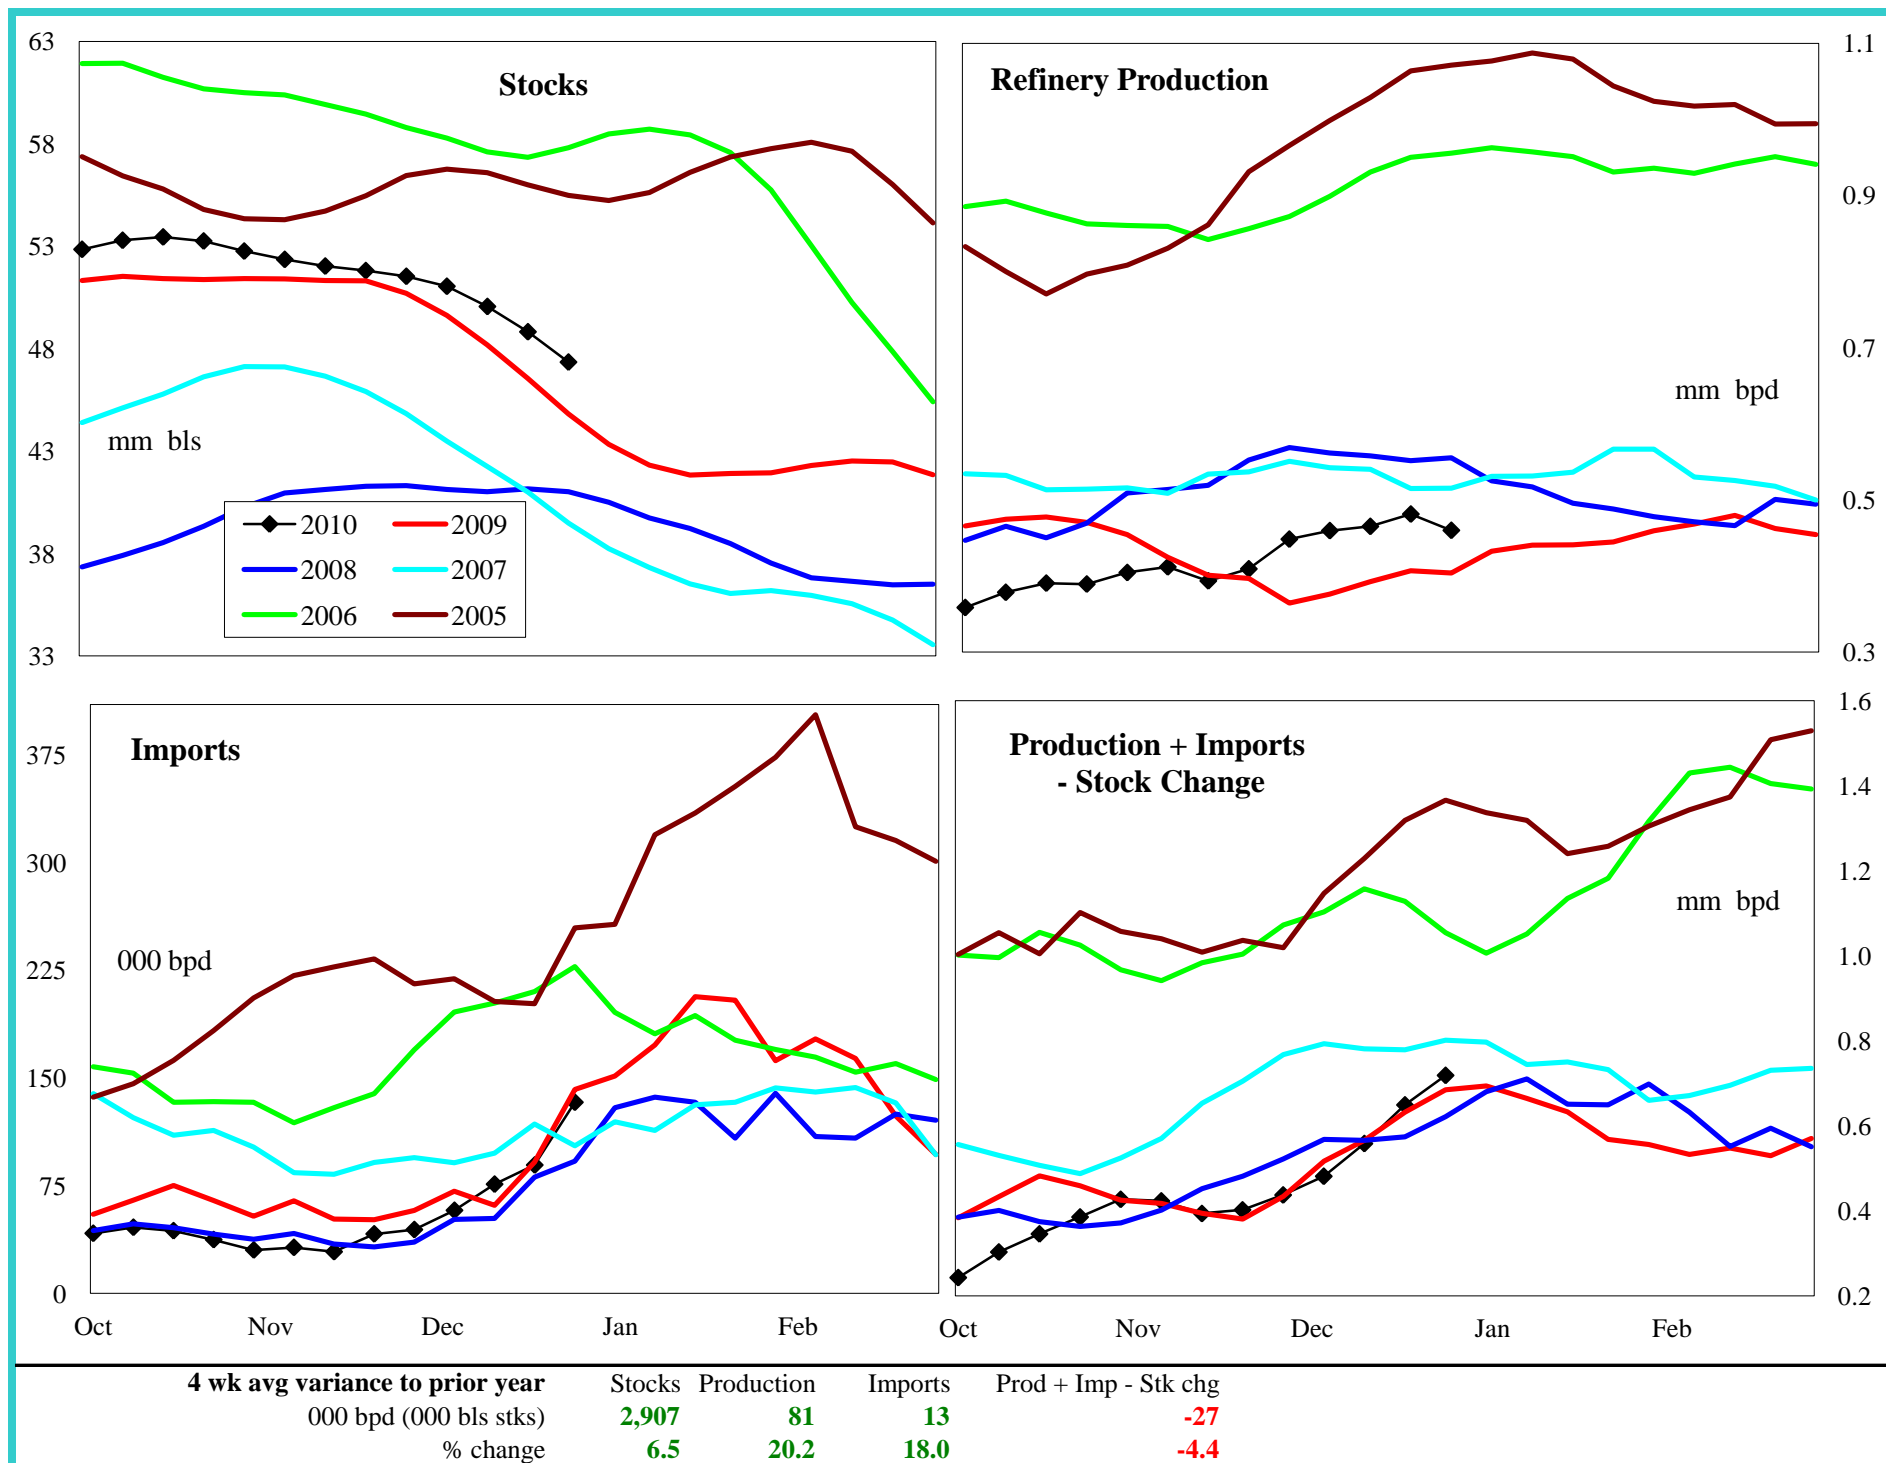 63
58
53
48
43
38
33
Stocks
mm bls
2010 2009
2008 2007
2006 2005
Refinery Production
mm bpd
1.1
0.9
0.7
0.5
0.3
Imports
000 bpd
375
300
225
150
75
0
Oct Nov Dec Jan Feb
Production + Imports
- Stock Change
mm bpd
1.6
1.4
1.2
1.0
0.8
0.6
0.4
0.2
Oct Nov Dec Jan Feb
4 wk avg variance to prior year Stocks Production Imports Prod + Imp - Stk chg
000 bpd (000 bls stks) 2,907 81 13 -27
% change 6.5 20.2 18.0 -4.4